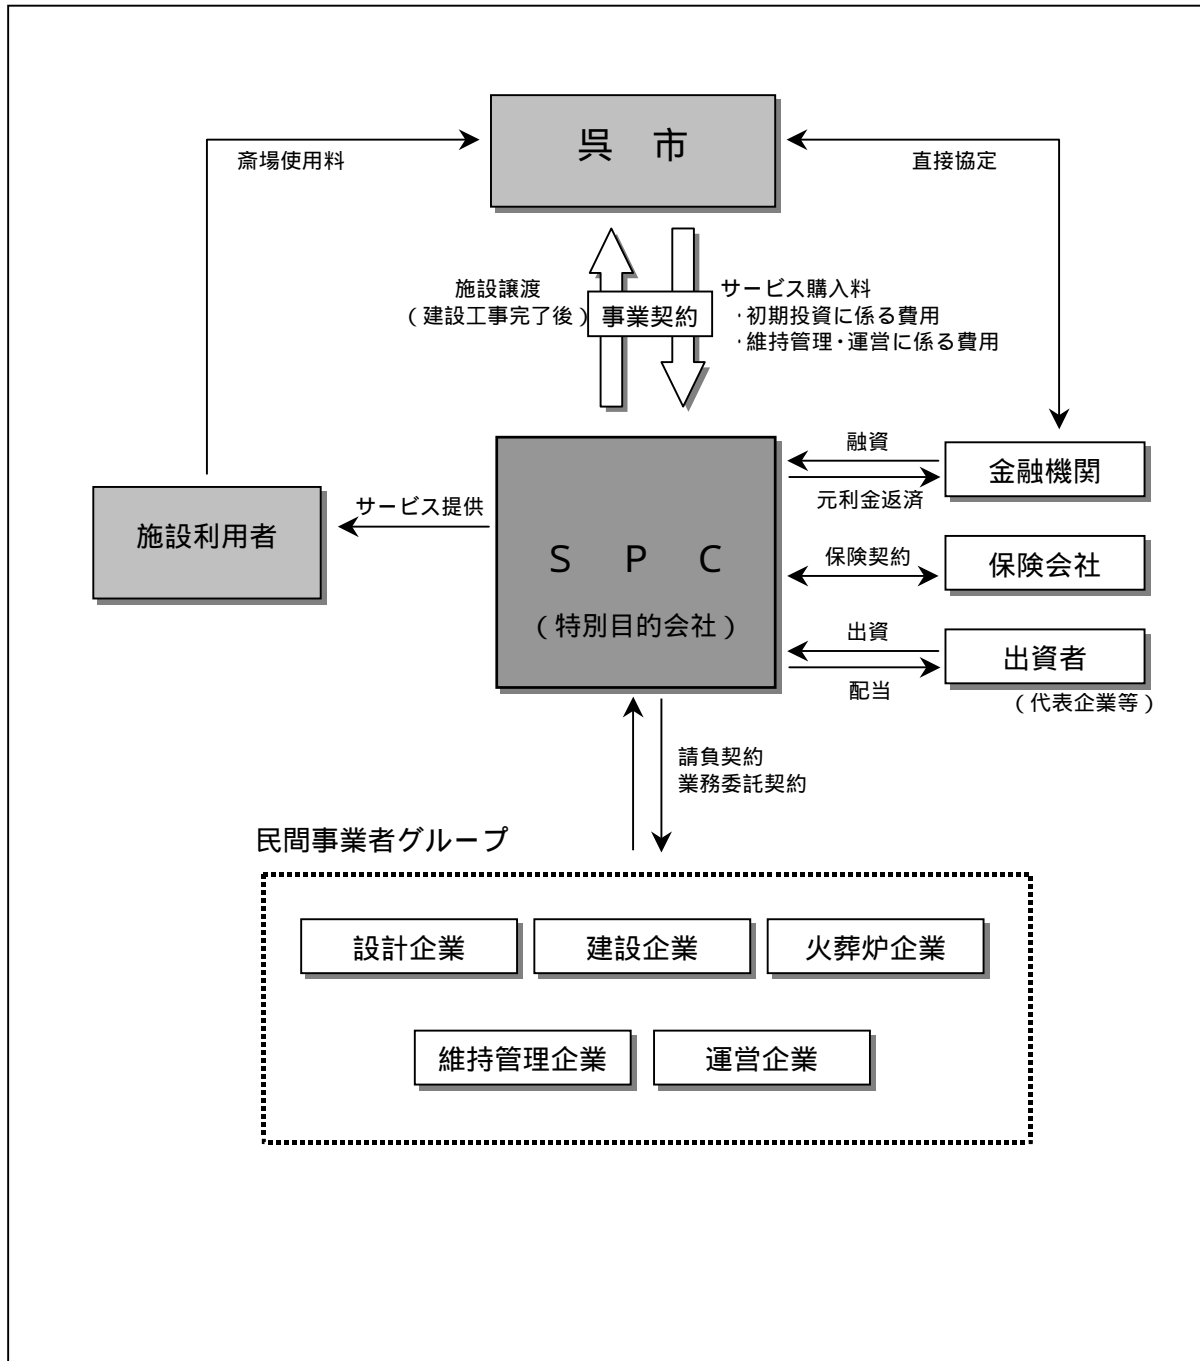 呉　市
斎場使用料
直接協定
施設譲渡
（建設工事完了後）
事業契約
サービス購入料
・初期投資に係る費用
・維持管理・運営に係る費用
融資
金融機関
元利金返済
施設利用者
サービス提供
Ｓ　Ｐ　Ｃ
（特別目的会社）
保険契約
保険会社
出資
出資者
配当
（代表企業等）
請負契約
業務委託契約
民間事業者グループ
設計企業
建設企業
火葬炉企業
維持管理企業
運営企業